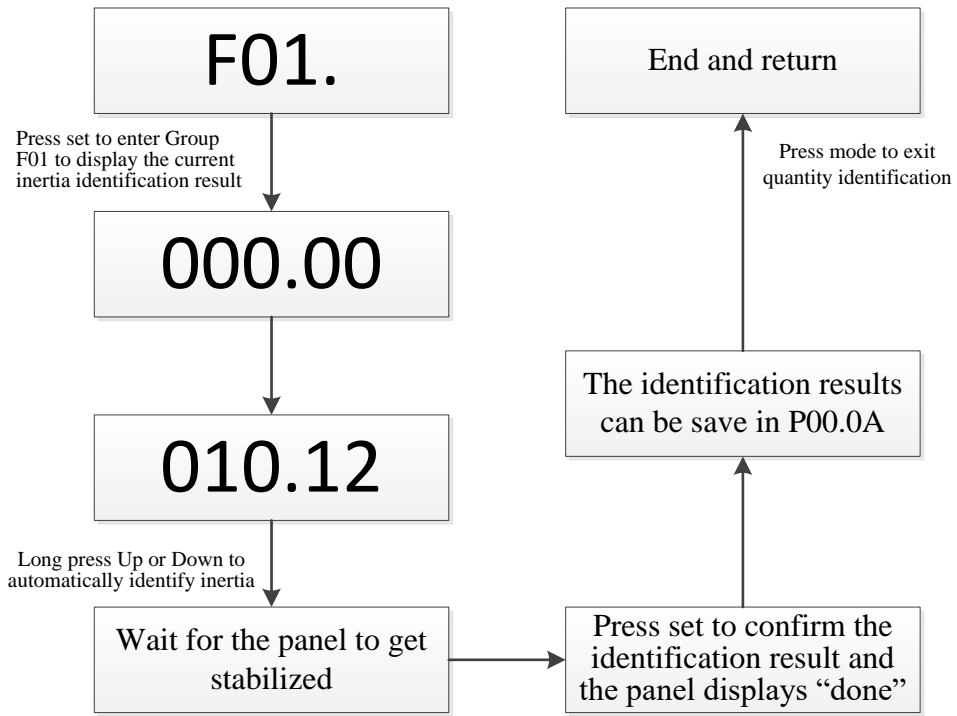 F01.
Press set to enter Group
F01 to display the current
inertia identification result
000.00
010.12
Long press Up or Down to
automatically identify inertia
Wait for the panel to get
stabilized
Press set to confirm the
identification result and
the panel displays “done”
The identification results
can be save in P00.0A
Press mode to exit
quantity identification
End and return